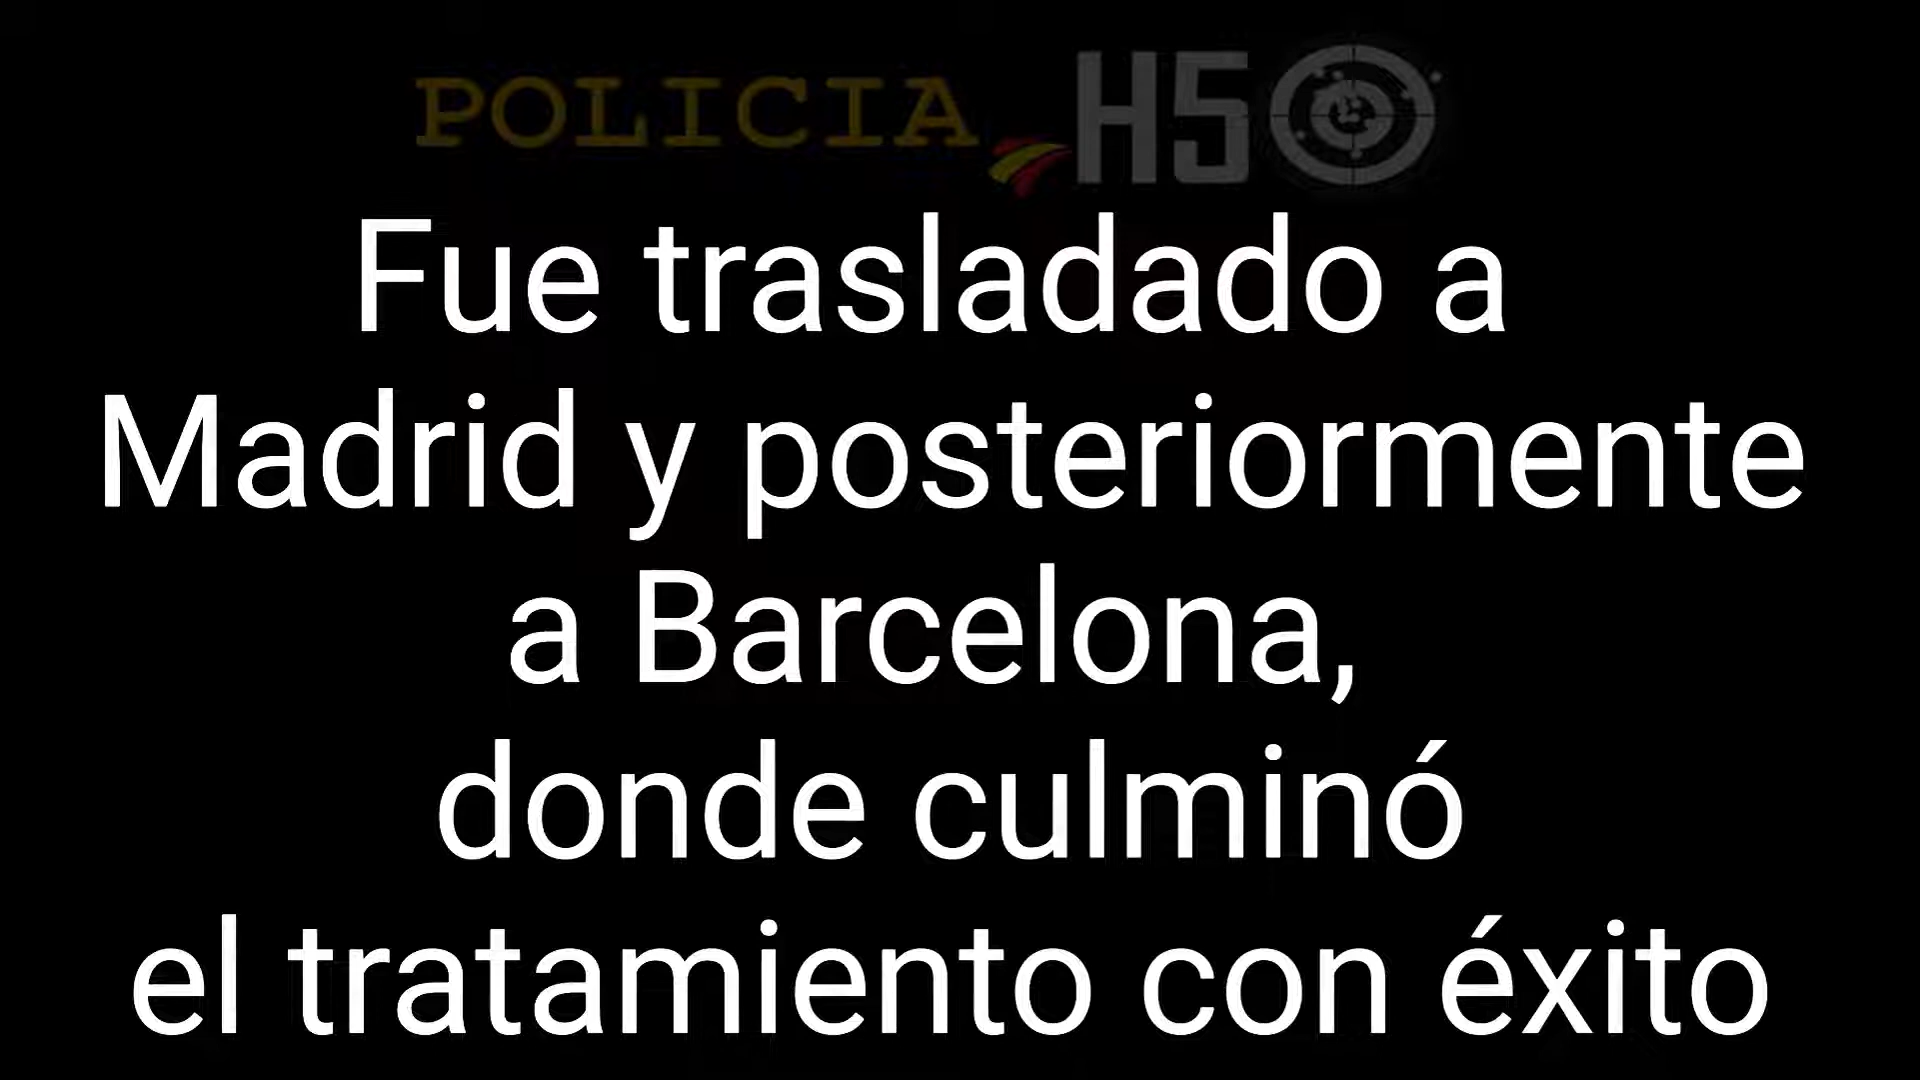 POLICIA H50
Fue trasladado a
Madrid y posteriormente
a Barcelona,
donde culminó
el tratamiento con éxito